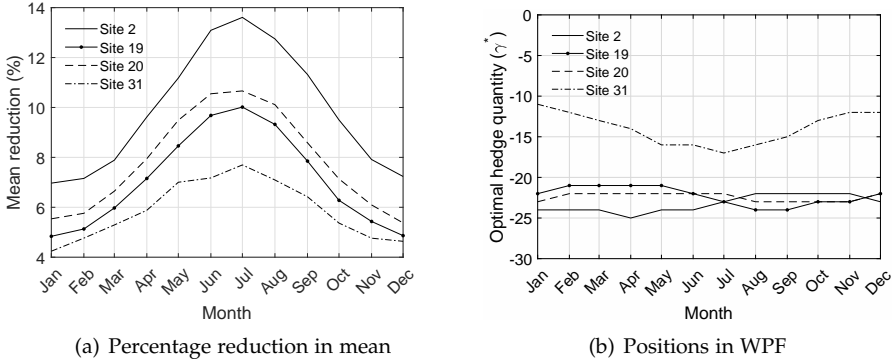 14
12
10
8
6
4
Mean reduction (%)
Site 2
Site 19
Site 20
Site 31
Jan
Feb
Mar
Apr
May
Jun
Jul
Aug
Sep
Oct
Nov
Dec
Month
(a) Percentage reduction in mean
0
-5
-10
-15
-20
-25
-30
Optimal hedge quantity (γ*)
Site 2
Site 19
Site 20
Site 31
Jan
Feb
Mar
Apr
May
Jun
Jul
Aug
Sep
Oct
Nov
Dec
Month
(b) Positions in WPF